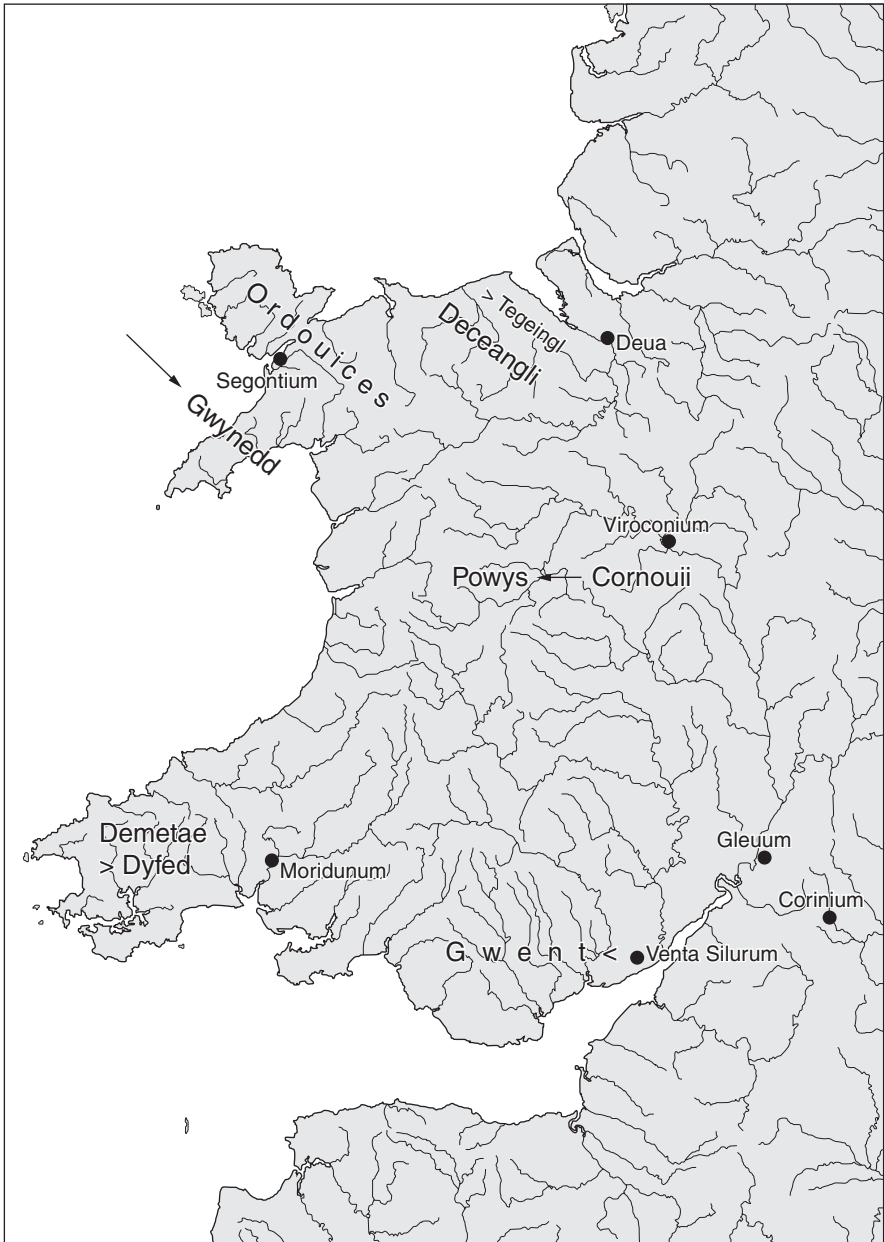 Ordouices
> Tegeingl
Deceangli
Deua
Segontium
Gwynedd
Viroconium
Powys
Cornouii
Demetae
> Dyfed
Moridunum
Gleuum
Corinium
Gwent <
Venta Silurum